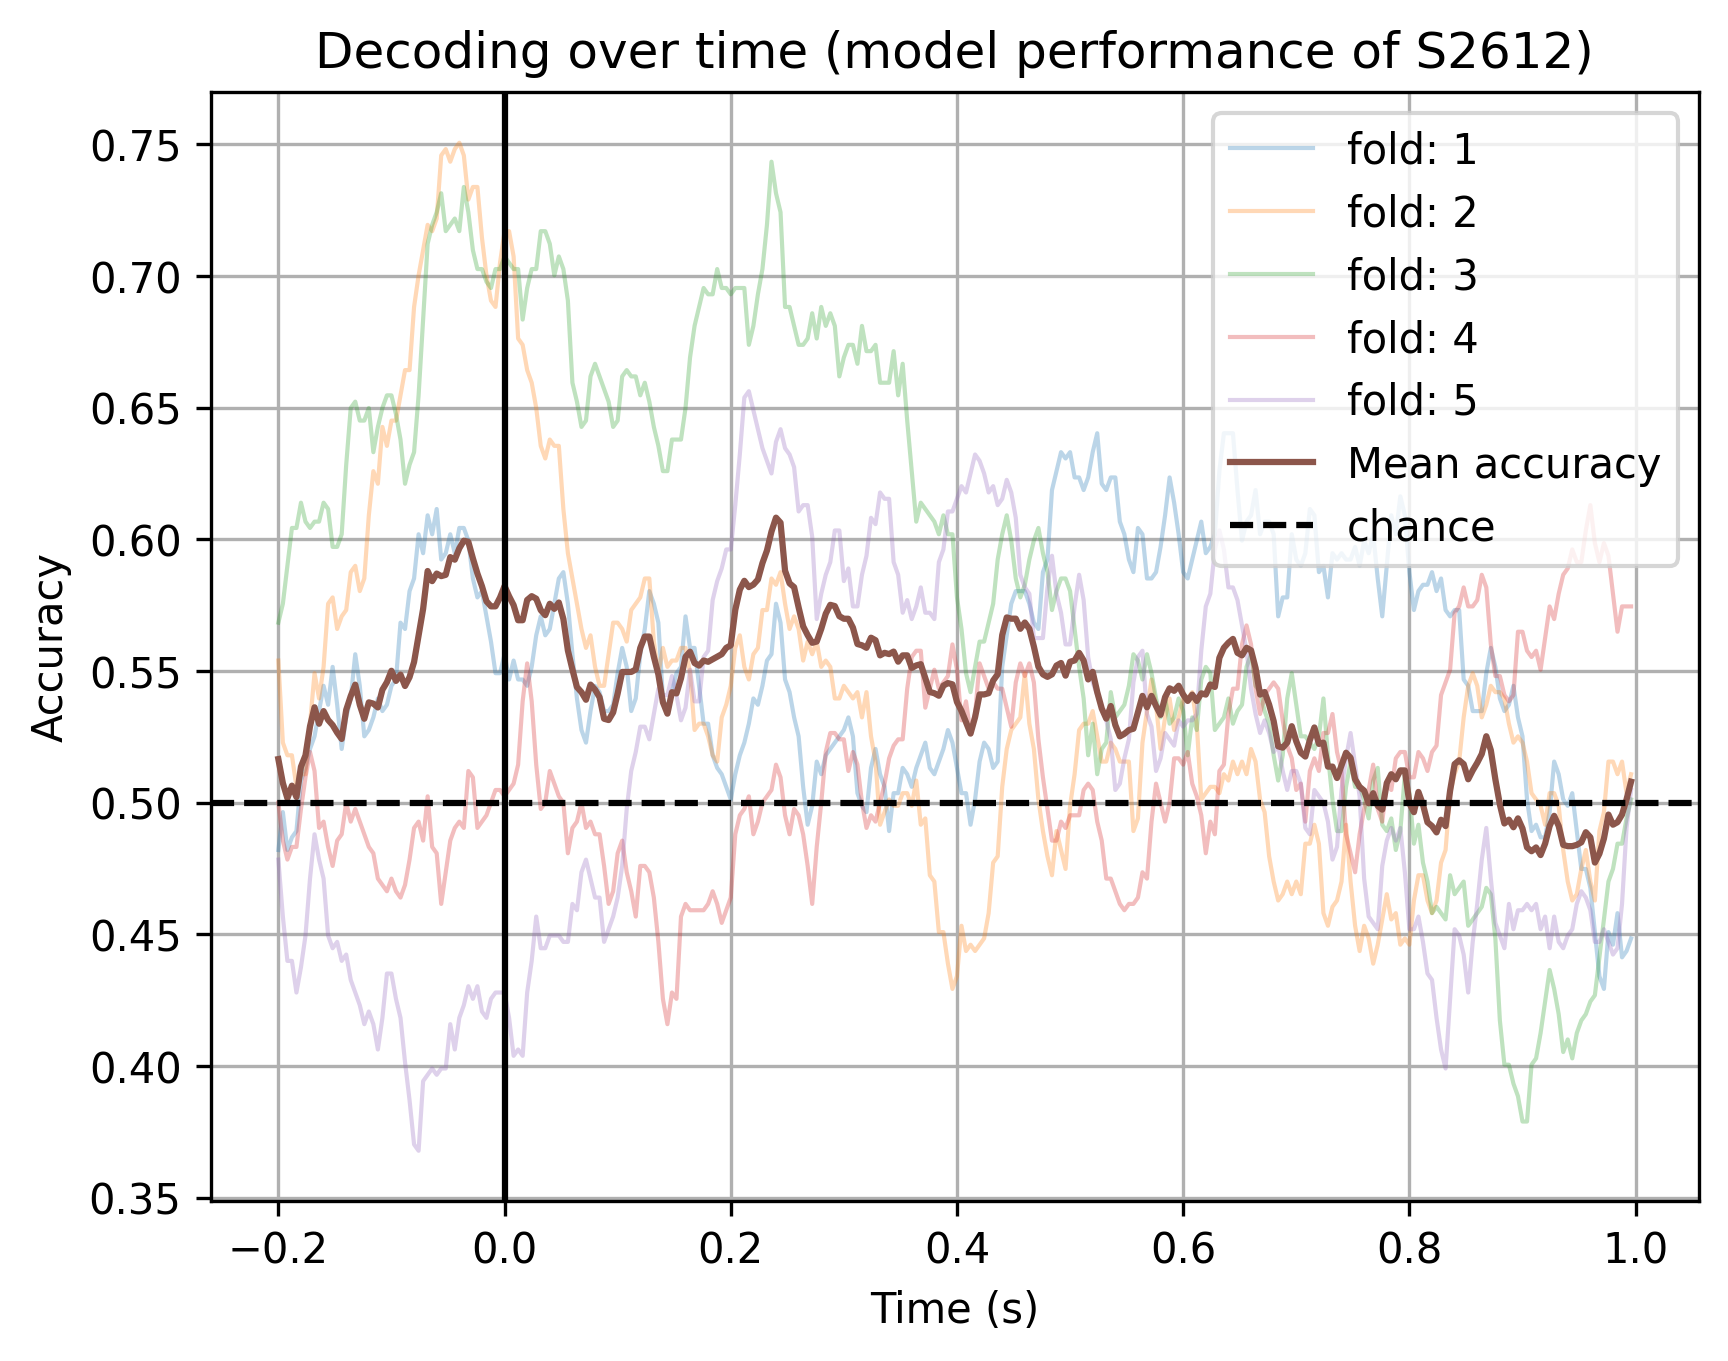 Decoding over time (model performance of S2612)
Accuracy
0.75
0.70
0.65
0.60
0.55
0.50
0.45
0.40
0.35
fold: 1
fold: 2
fold: 3
fold: 4
fold: 5
Mean accuracy
chance
−0.2
0.0
0.2
0.4
0.6
0.8
1.0
Time (s)